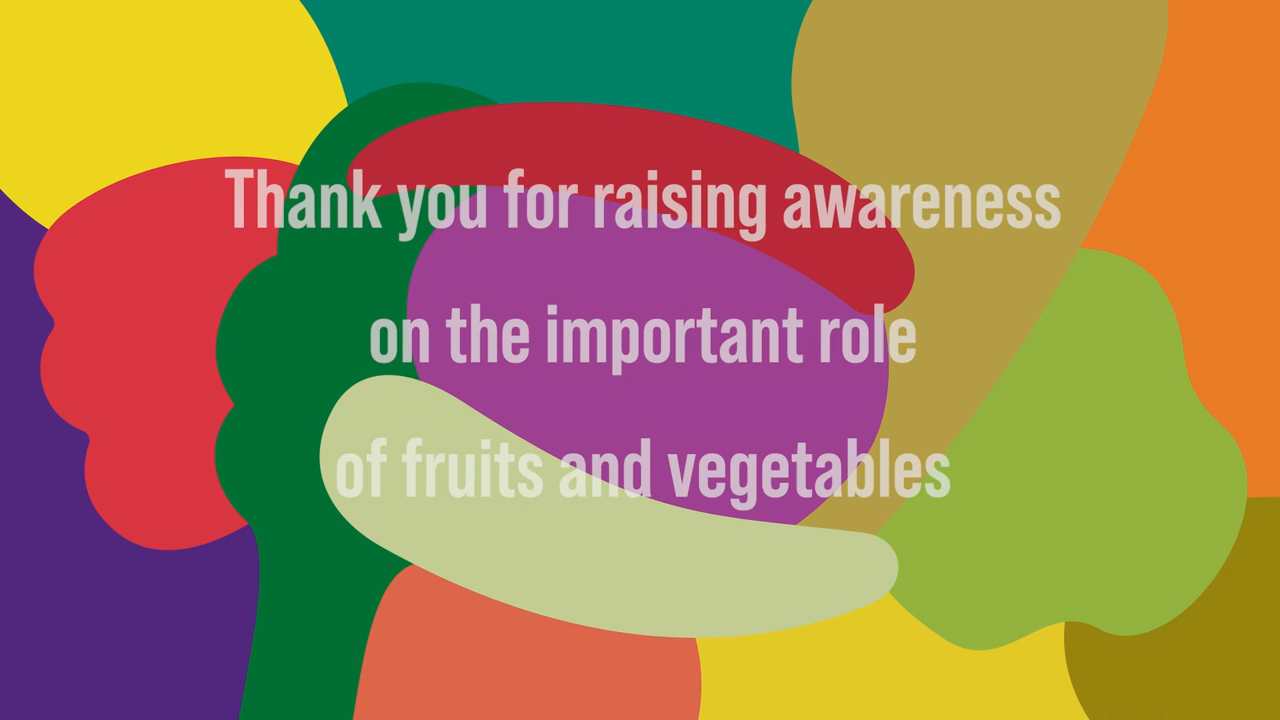 Thank you for raising awareness
on the important role
of fruits and vegetables